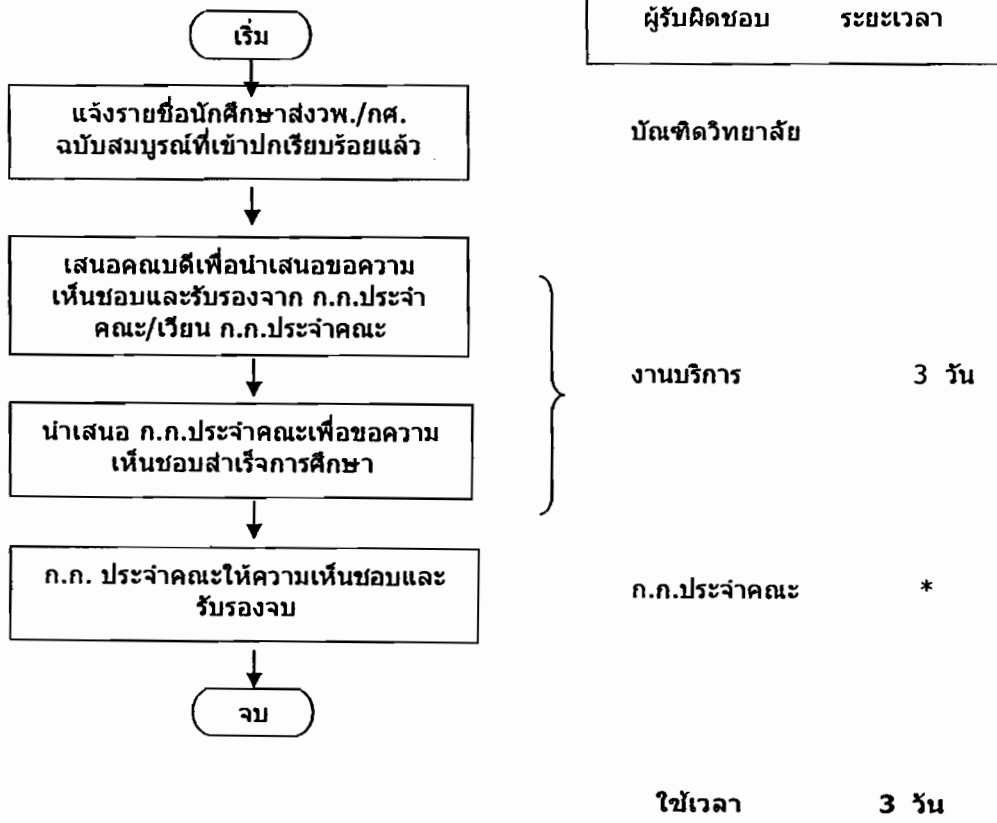 ผู้รับผิดชอบ ระยะเวลา
เริ่ม
แจ้งรายชื่อนักศึกษาส่งวพ./กศ.
ฉบับสมบูรณ์ที่เข้าปกเรียบร้อยแล้ว
บัณฑิตวิทยาลัย
เสนอคณบดีเพื่อนำเสนอขอความ
เห็นชอบและรับรองจาก ก.ก.ประจำ
คณะ/เวียน ก.ก.ประจำคณะ
งานบริการ 3 วัน
นำเสนอ ก.ก.ประจำคณะเพื่อขอความ
เห็นชอบสำเร็จการศึกษา
ก.ก. ประจำคณะให้ความเห็นชอบและ
รับรองจบ
ก.ก.ประจำคณะ *
จบ
ใช้เวลา 3 วัน